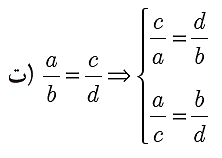 ت) a/b = c/d ⇒ { c/a = d/b
a/c = b/d